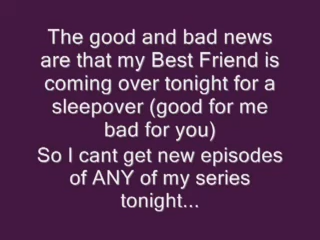 The good and bad news
are that my Best Friend is
coming over tonight for a
sleepover (good for me
bad for you)
So I cant get new episodes
of ANY of my series
tonight...